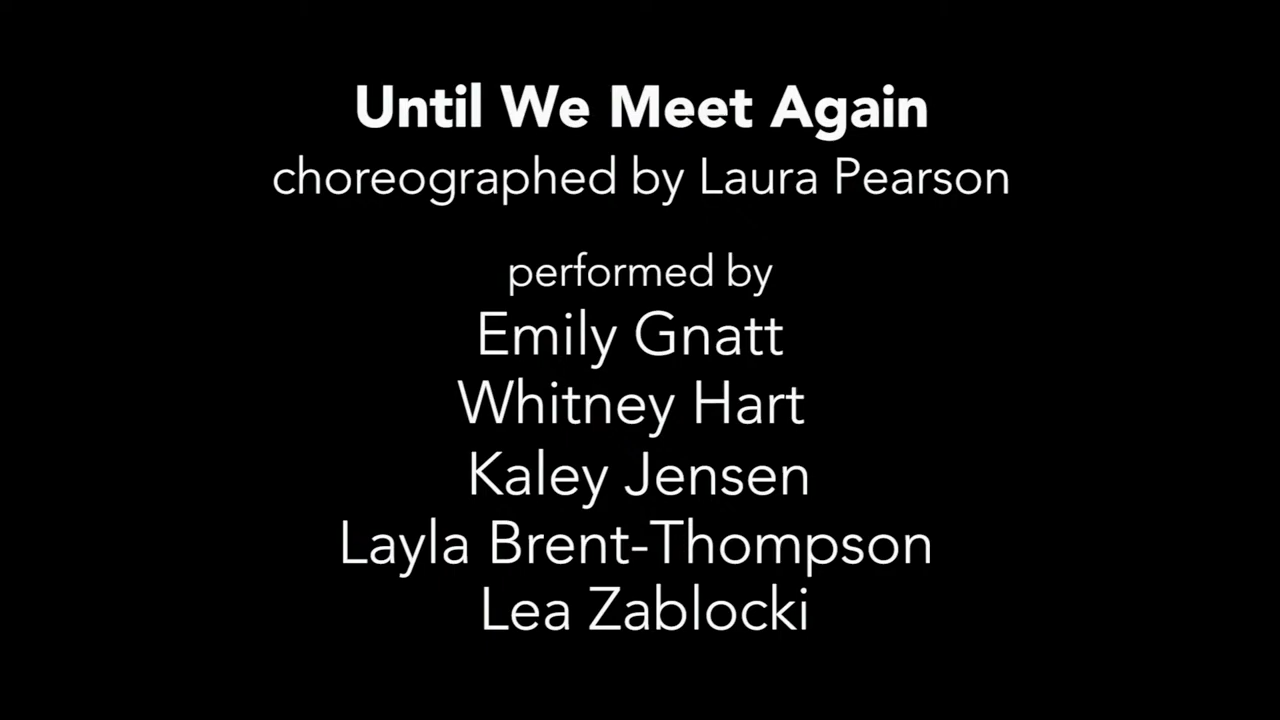 Until We Meet Again
choreographed by Laura Pearson
performed by
Emily Gnatt
Whitney Hart
Kaley Jensen
Layla Brent-Thompson
Lea Zablocki